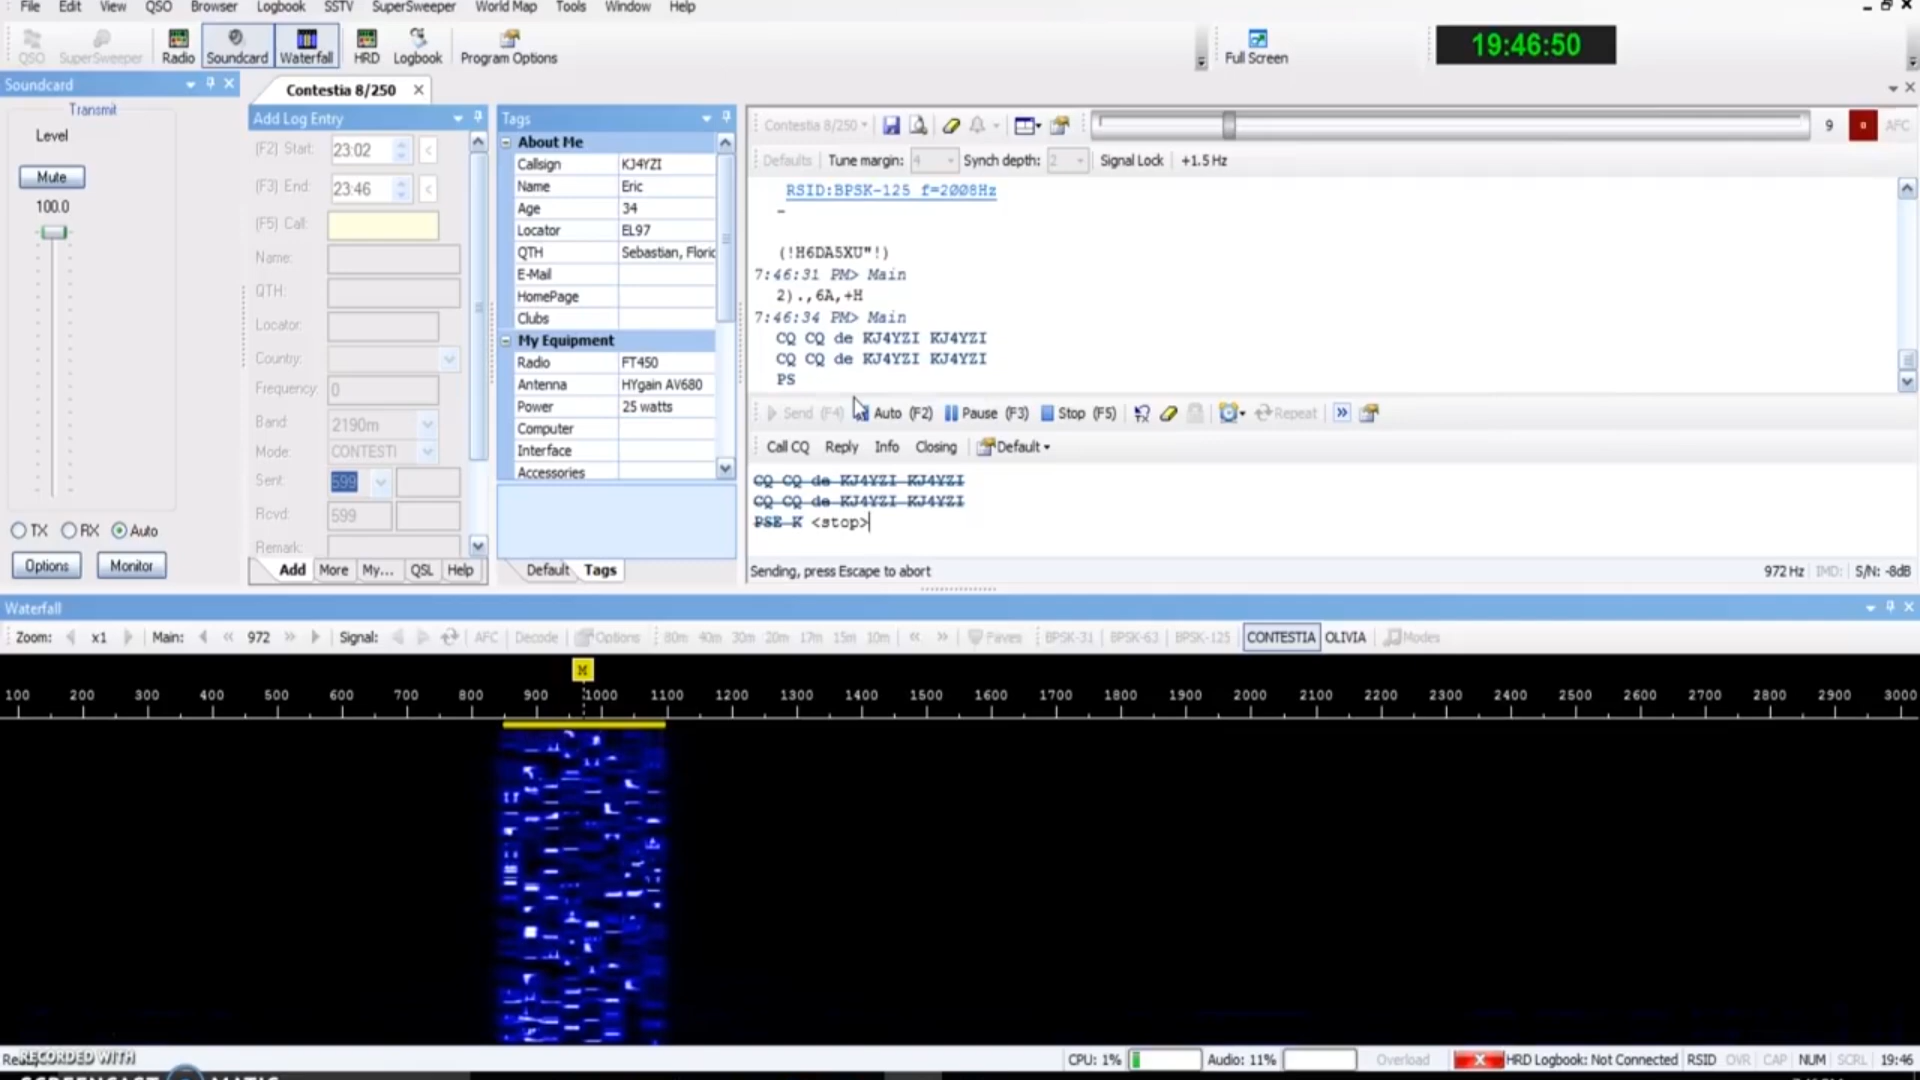 File Edit View QSO Browser Logbook SSTV SuperSweeper World Map Tools Window Help
QSO SuperSweeper Radio Soundcard Waterfall HRD Logbook Program Options Full Screen 19:46:50
Soundcard
Transmit
Level
Mute
100.0
TX RX Auto
Options Monitor
Contestia 8/250
Add Log Entry
(F2) Start: 23:02 <
(F3) End: 23:46 <
(F5) Call:
Name:
QTH:
Locator:
Country:
Frequency: 0
Band: 2190m
Mode: CONTESTI
Sent: 599
Rcvd: 599
Remark:
Add More My... QSL Help
Tags
About Me
Callsign KJ4YZI
Name Eric
Age 34
Locator EL97
QTH Sebastian, Floric
E-Mail
HomePage
Clubs
My Equipment
Radio FT450
Antenna HYgain AV680
Power 25 watts
Computer
Interface
Accessories
Default Tags
Contestia 8/250 9 AFC
Defaults Tune margin: 4 Synch depth: 2 Signal Lock +1.5 Hz
RSID:BPSK-125 f=2008Hz
-
(!H6DA5XU"!)
7:46:31 PM> Main
2).,6A,+H
7:46:34 PM> Main
CQ CQ de KJ4YZI KJ4YZI
CQ CQ de KJ4YZI KJ4YZI
PS
Send (F4) Auto (F2) Pause (F3) Stop (F5) Repeat
Call CQ Reply Info Closing Default
CQ CQ de KJ4YZI KJ4YZI
CQ CQ de KJ4YZI KJ4YZI
PSE K <stop>
Sending, press Escape to abort 972 Hz IMD: S/N: -8dB
Waterfall
Zoom: x1 Main: 972 Signal: AFC Decode Options 80m 40m 30m 20m 17m 15m 10m Faves BPSK-31 BPSK-63 BPSK-125 CONTESTIA OLIVIA Modes
M
100 200 300 400 500 600 700 800 900 1000 1100 1200 1300 1400 1500 1600 1700 1800 1900 2000 2100 2200 2300 2400 2500 2600 2700 2800 2900 3000
RECORDED WITH
CPU: 1% Audio: 11% Overload HRD Logbook: Not Connected RSID OVR CAP NUM SCRL 19:46